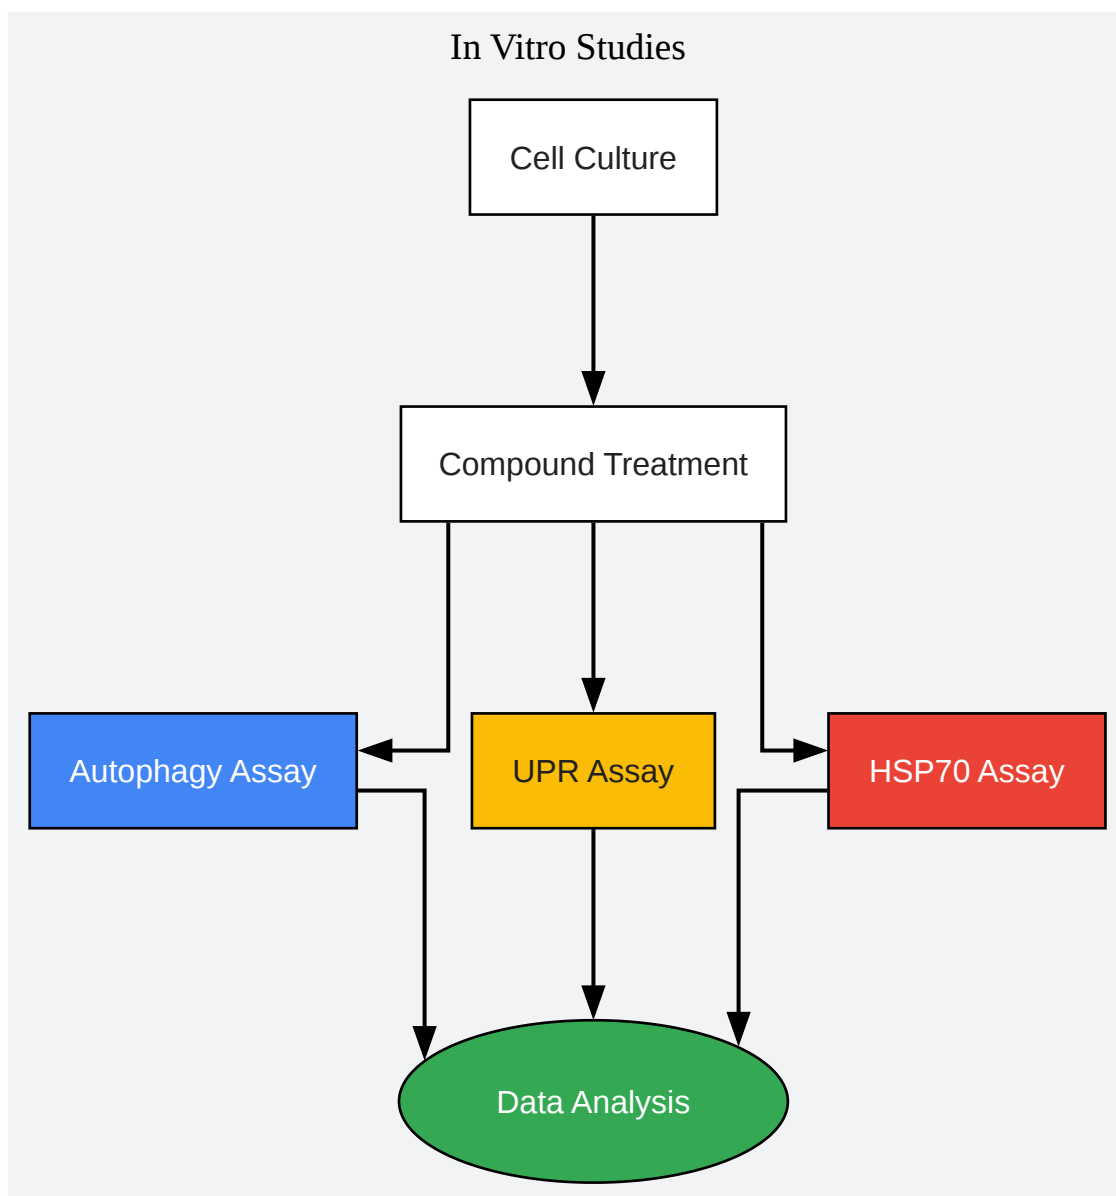 In Vitro Studies
Cell Culture
Compound Treatment
Autophagy Assay
UPR Assay
HSP70 Assay
Data Analysis